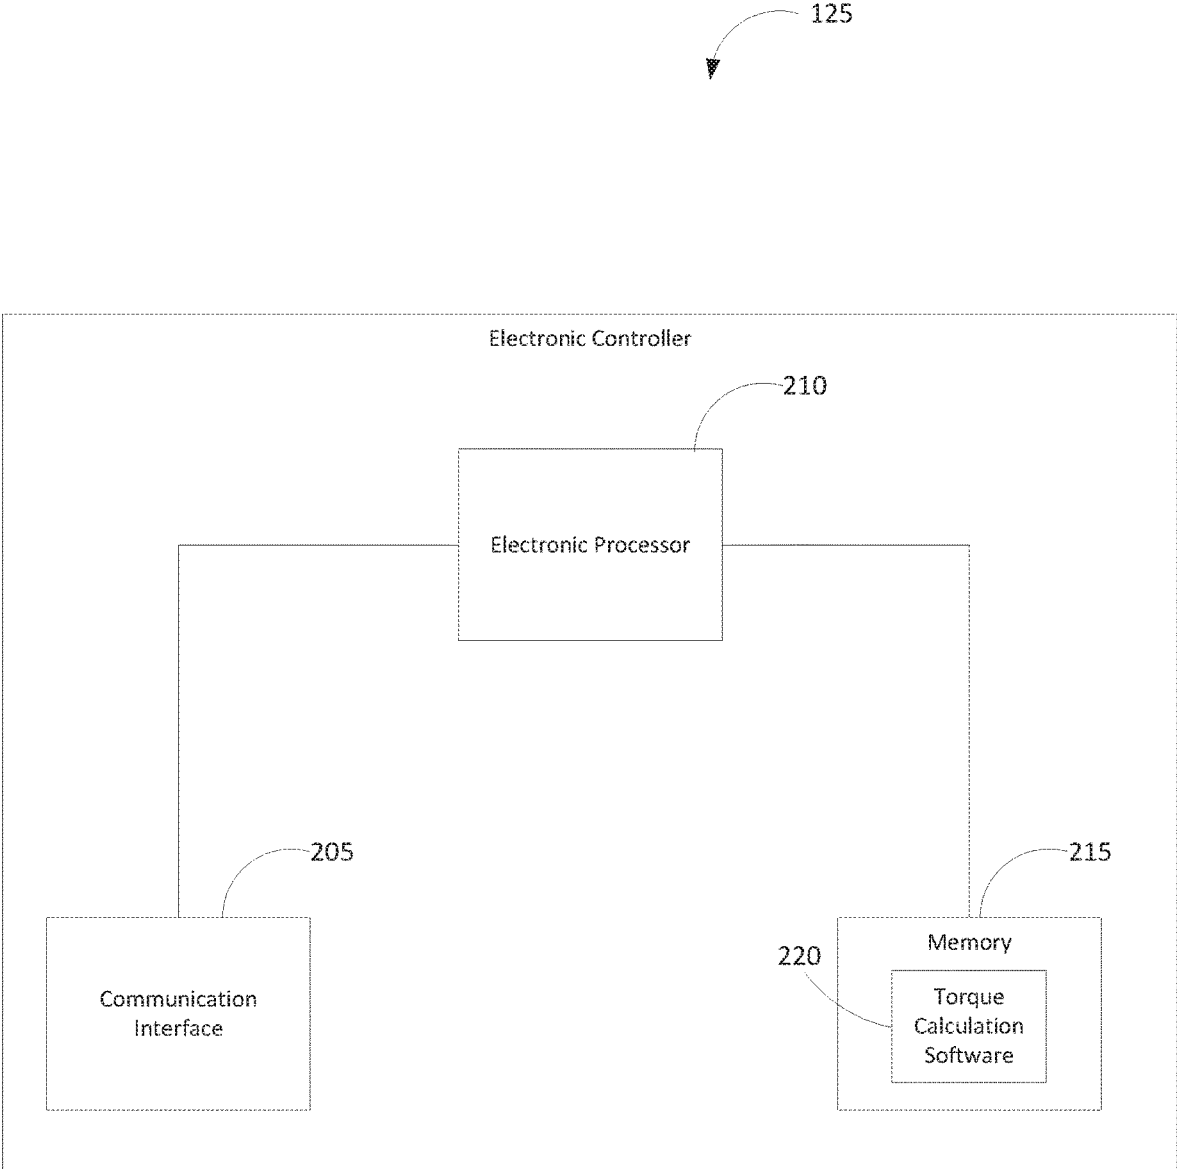 125
Electronic Controller
210
Electronic Processor
205
215
Communication
Interface
Memory
220
Torque
Calculation
Software